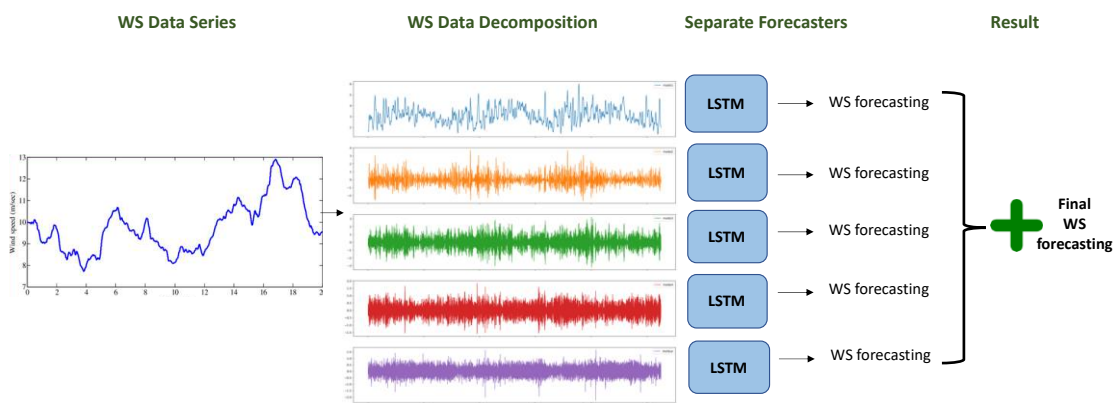 WS Data Series
WS Data Decomposition
Separate Forecasters
Result
Wind speed (m/sec)
13
12
11
10
9
8
7
0
2
4
6
8
10
12
14
16
18
2
LSTM
WS forecasting
LSTM
WS forecasting
LSTM
WS forecasting
LSTM
WS forecasting
LSTM
WS forecasting
Final
WS
forecasting